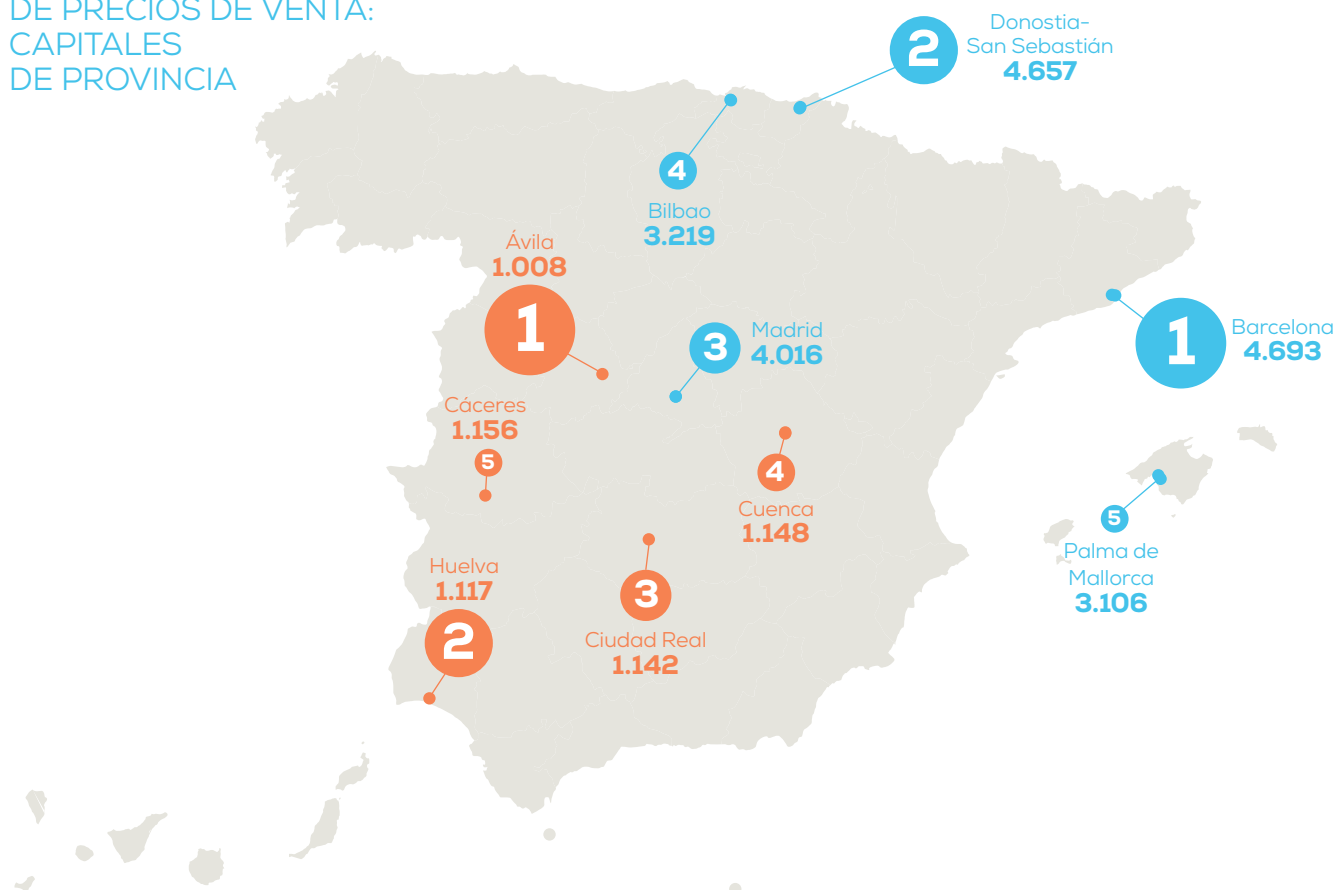 DE PRECIOS DE VENTA:
CAPITALES
DE PROVINCIA
2
Donostia-
San Sebastián
4.657
4
Bilbao
3.219
Ávila
1.008
1
3
Madrid
4.016
1
Barcelona
4.693
Cáceres
1.156
5
4
Cuenca
1.148
5
Palma de
Mallorca
3.106
Huelva
1.117
2
3
Ciudad Real
1.142